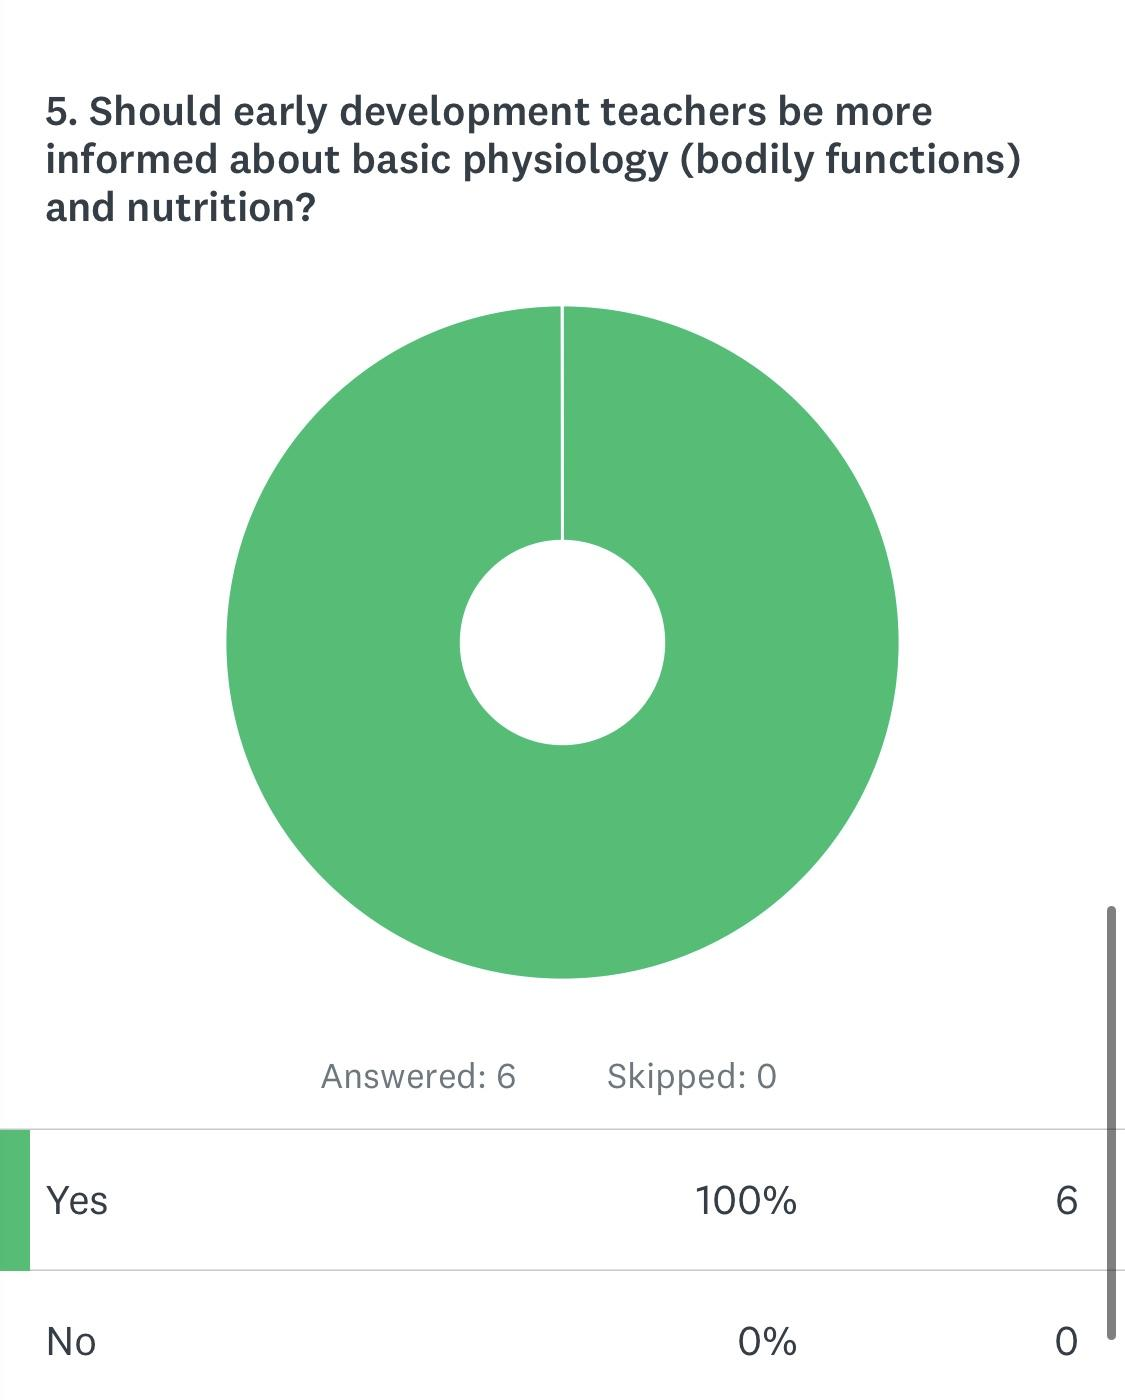 5. Should early development teachers be more
informed about basic physiology (bodily functions)
and nutrition?
Answered: 6 Skipped: 0
Yes 100% 6
No 0% 0